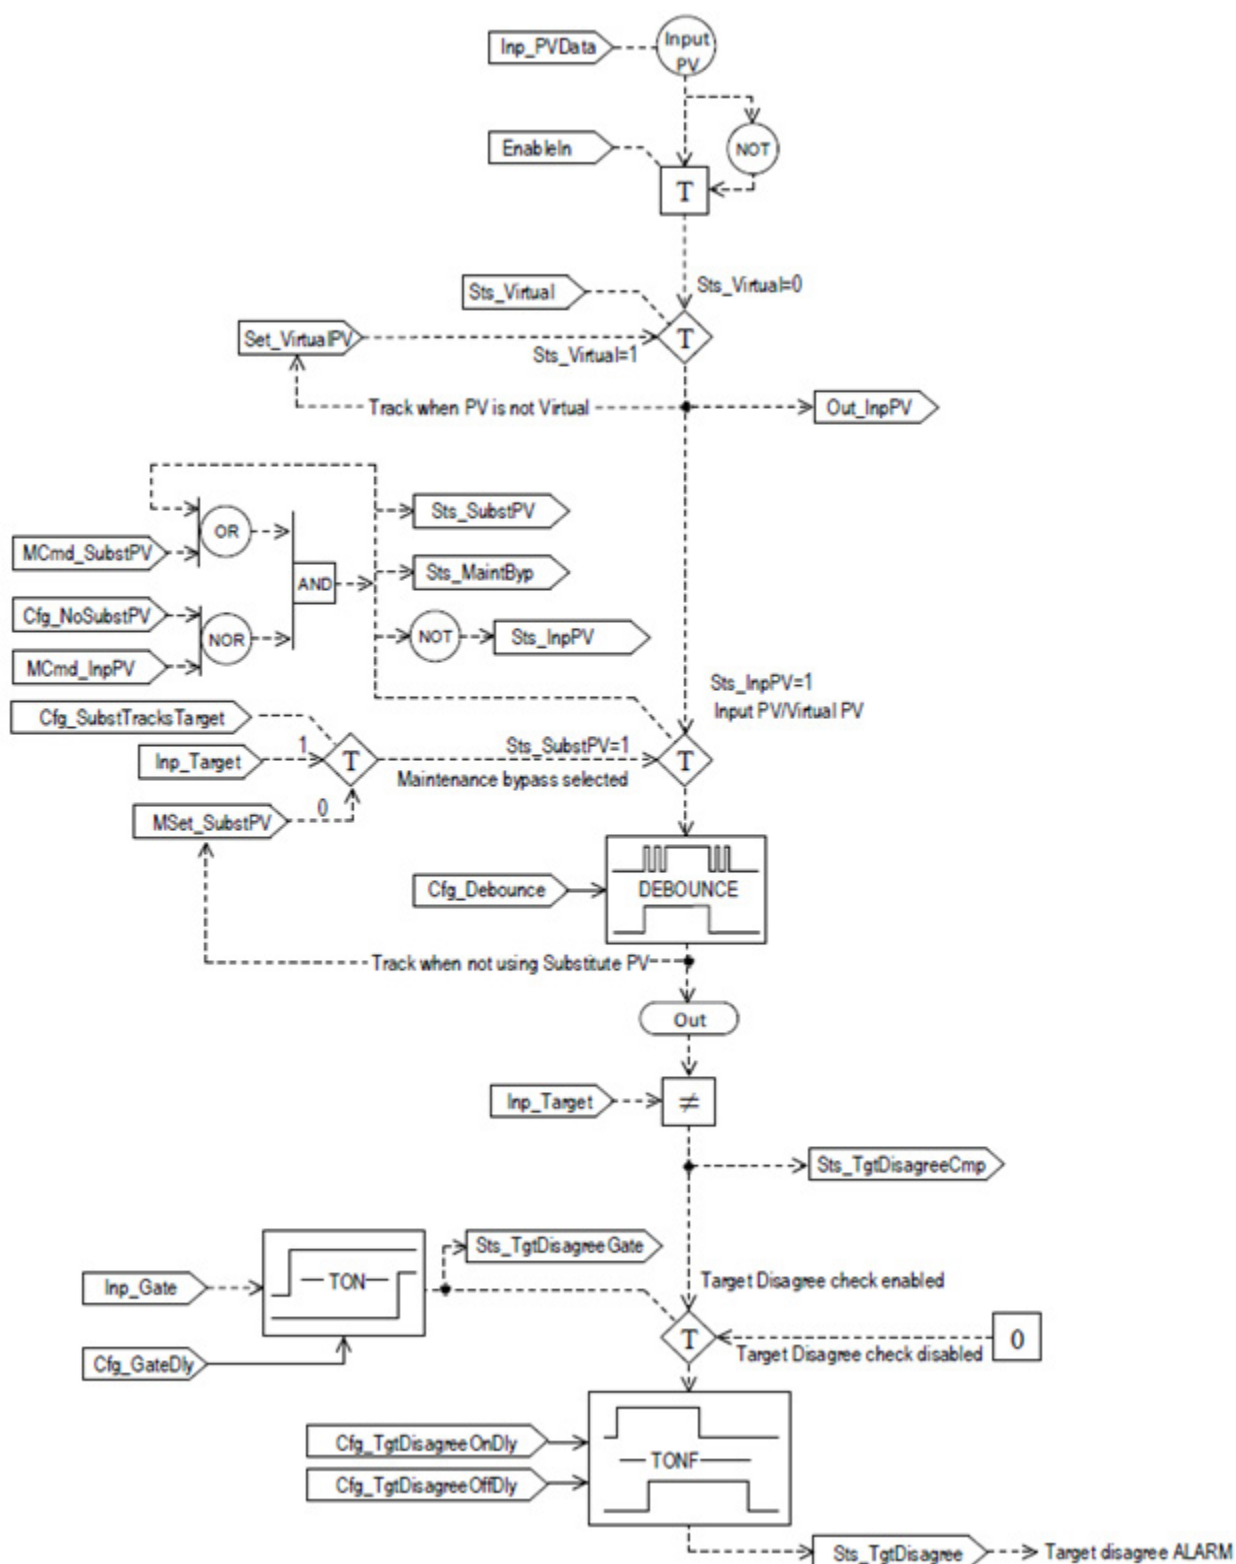 Inp_PVData
Input
PV
EnableIn
NOT
T
Sts_Virtual
Sts_Virtual=0
Set_VirtualPV
T
Sts_Virtual=1
Track when PV is not Virtual
Out_InpPV
OR
Sts_SubstPV
MCmd_SubstPV
AND
Sts_MaintByp
Cfg_NoSubstPV
NOR
NOT
Sts_InpPV
MCmd_InpPV
Sts_InpPV=1
Input PV/Virtual PV
Cfg_SubstTracksTarget
1
Sts_SubstPV=1
Inp_Target
T
T
Maintenance bypass selected
0
MSet_SubstPV
Cfg_Debounce
DEBOUNCE
Track when not using Substitute PV
Out
Inp_Target
≠
Sts_TgtDisagreeCmp
Sts_TgtDisagreeGate
Inp_Gate
TON
Target Disagree check enabled
T
0
Cfg_GateDly
Target Disagree check disabled
Cfg_TgtDisagreeOnDly
TONF
Cfg_TgtDisagreeOffDly
Sts_TgtDisagree
Target disagree ALARM